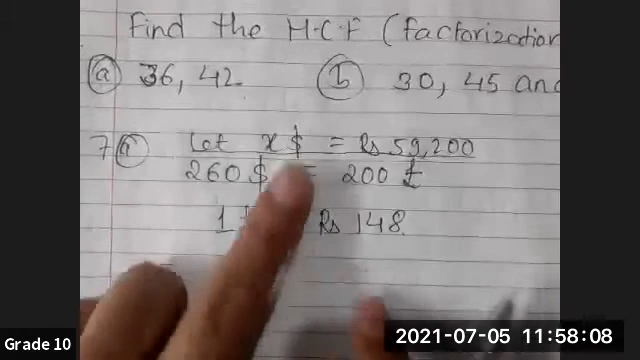 Find the H.C.F (factorization
(a) 36, 42 (b) 30, 45 and
7(a) Let x $ = Rs 59,200
260 $ = 200 £
1 Rs 148
Grade 10
2021-07-05 11:58:08